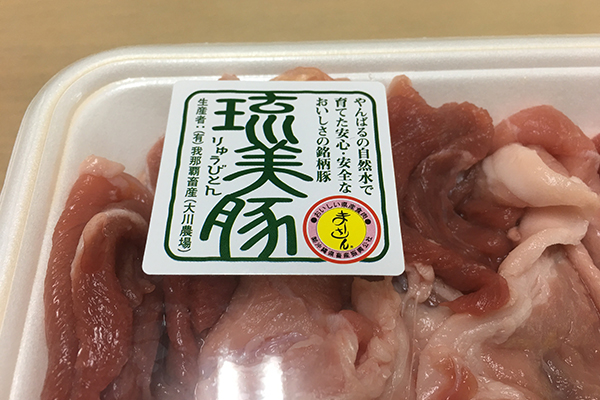 やんばるの自然水で
育てた安心・安全な
おいしさの銘柄豚
琉美豚
りゅうびとん
生産者：(有)我那覇畜産(大川農場)
●おいしい県産食肉●
まーさん